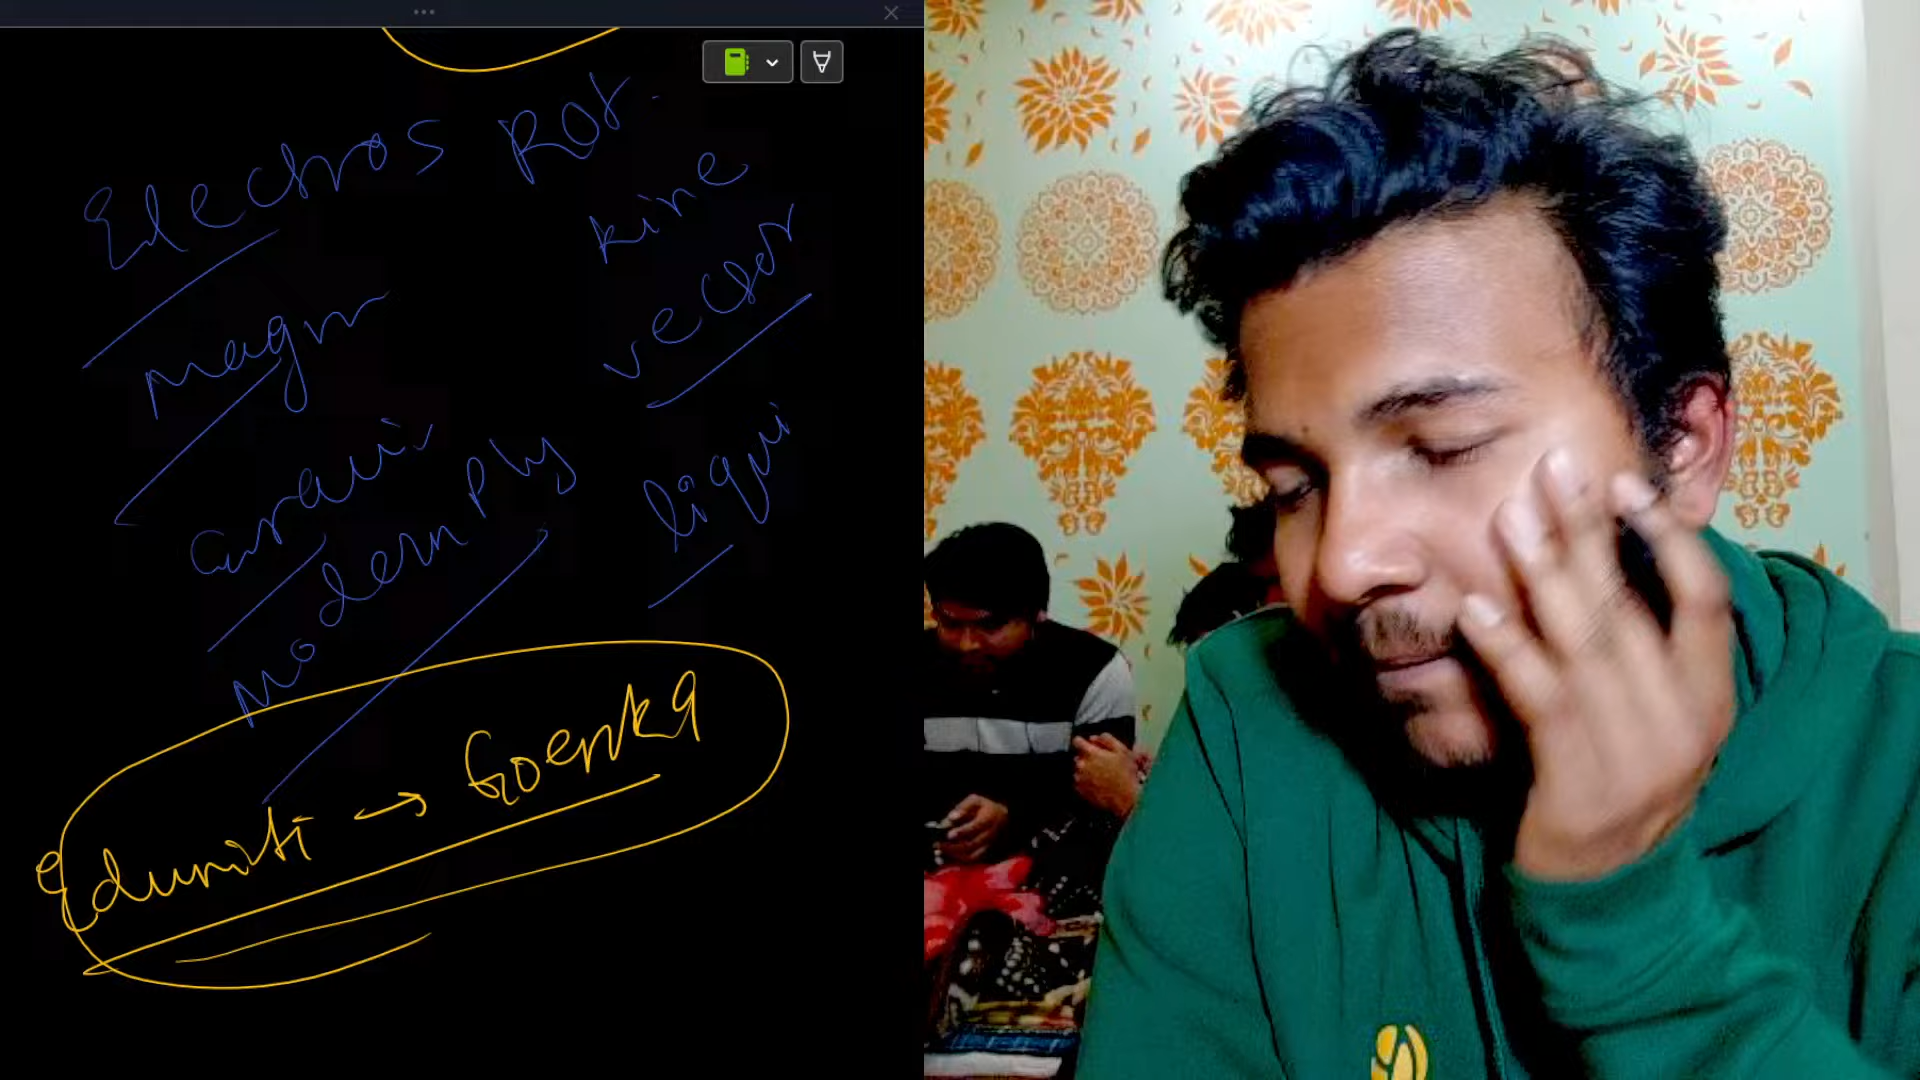 Electros Rot.
kine
vector
magn
Gravi.
modern phy
liqui
Eduniti → Goenka